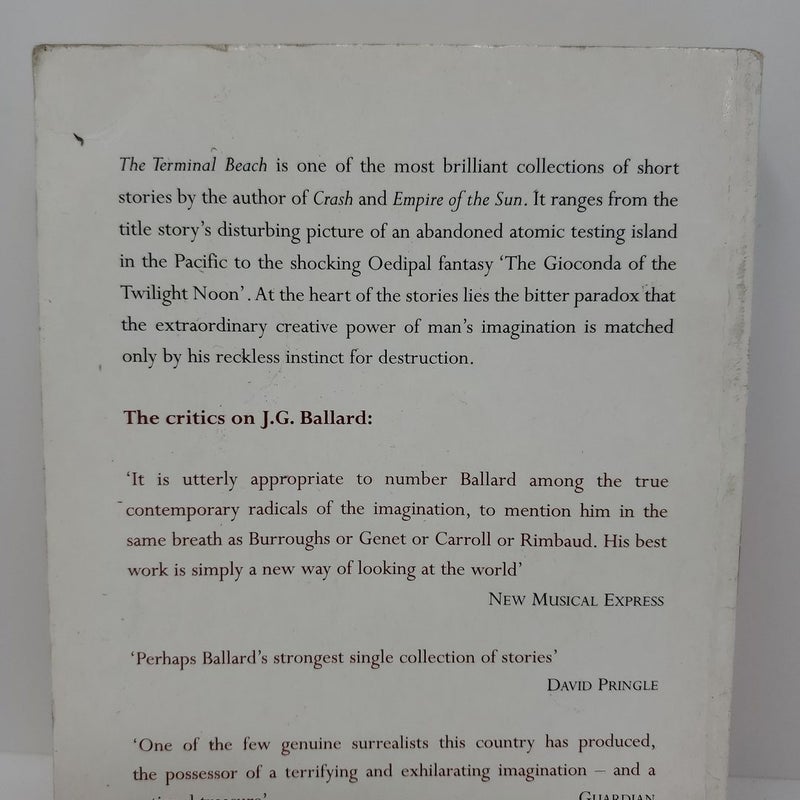 The Terminal Beach is one of the most brilliant collections of short
stories by the author of Crash and Empire of the Sun. It ranges from the
title story's disturbing picture of an abandoned atomic testing island
in the Pacific to the shocking Oedipal fantasy ‘The Gioconda of the
Twilight Noon’. At the heart of the stories lies the bitter paradox that
the extraordinary creative power of man's imagination is matched
only by his reckless instinct for destruction.
The critics on J.G. Ballard:
‘It is utterly appropriate to number Ballard among the true
contemporary radicals of the imagination, to mention him in the
same breath as Burroughs or Genet or Carroll or Rimbaud. His best
work is simply a new way of looking at the world’
NEW MUSICAL EXPRESS
‘Perhaps Ballard's strongest single collection of stories’
DAVID PRINGLE
‘One of the few genuine surrealists this country has produced,
the possessor of a terrifying and exhilarating imagination – and a
GUARDIAN